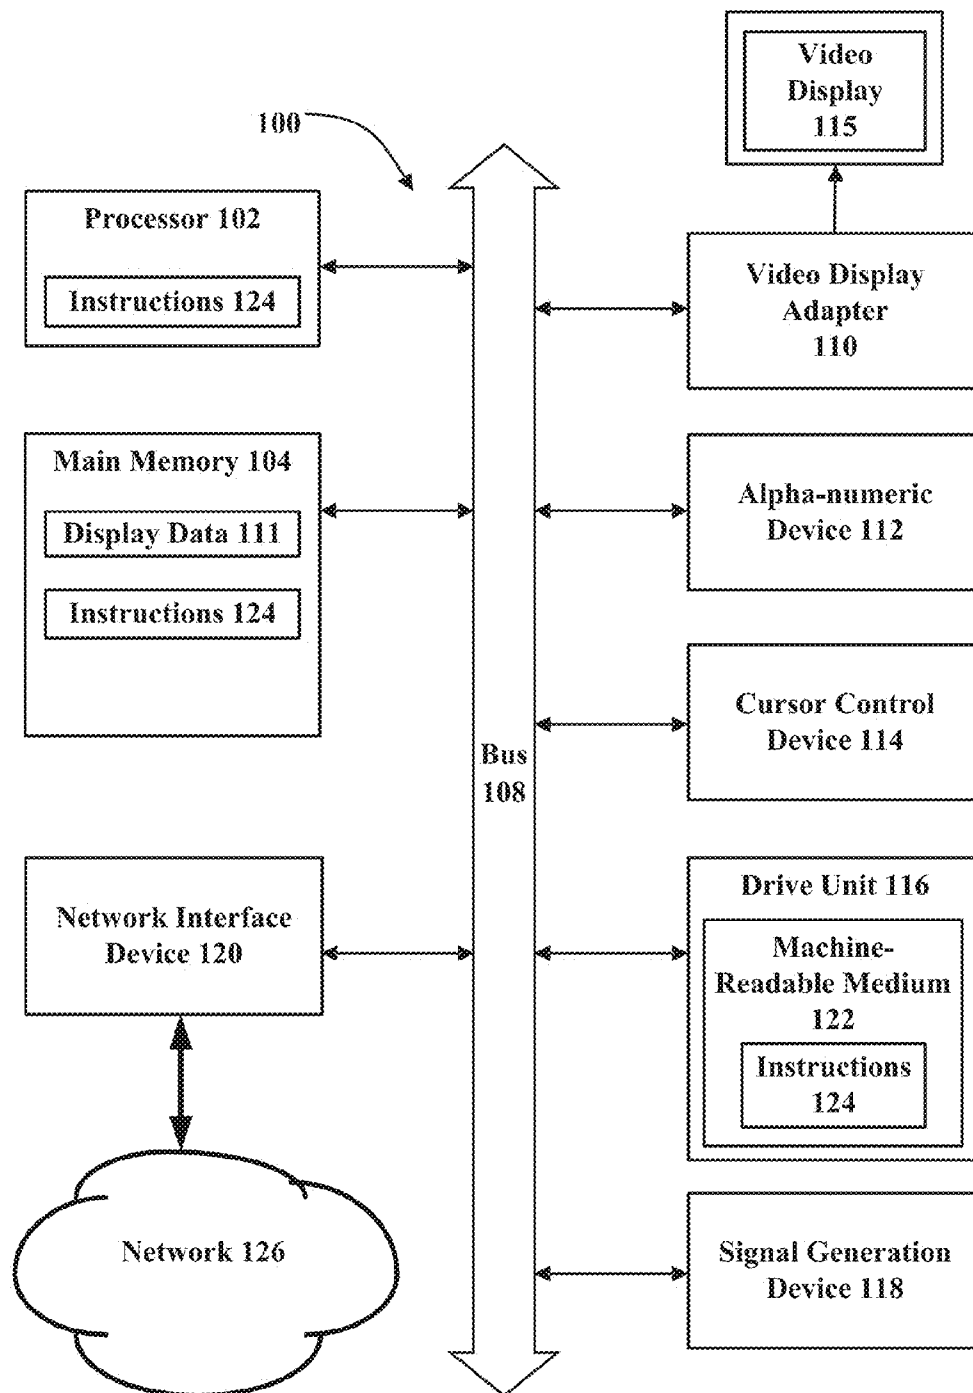 100
Processor 102
Instructions 124
Main Memory 104
Display Data 111
Instructions 124
Network Interface
Device 120
Network 126
Bus
108
Video
Display
115
Video Display
Adapter
110
Alpha-numeric
Device 112
Cursor Control
Device 114
Drive Unit 116
Machine-
Readable Medium
122
Instructions
124
Signal Generation
Device 118